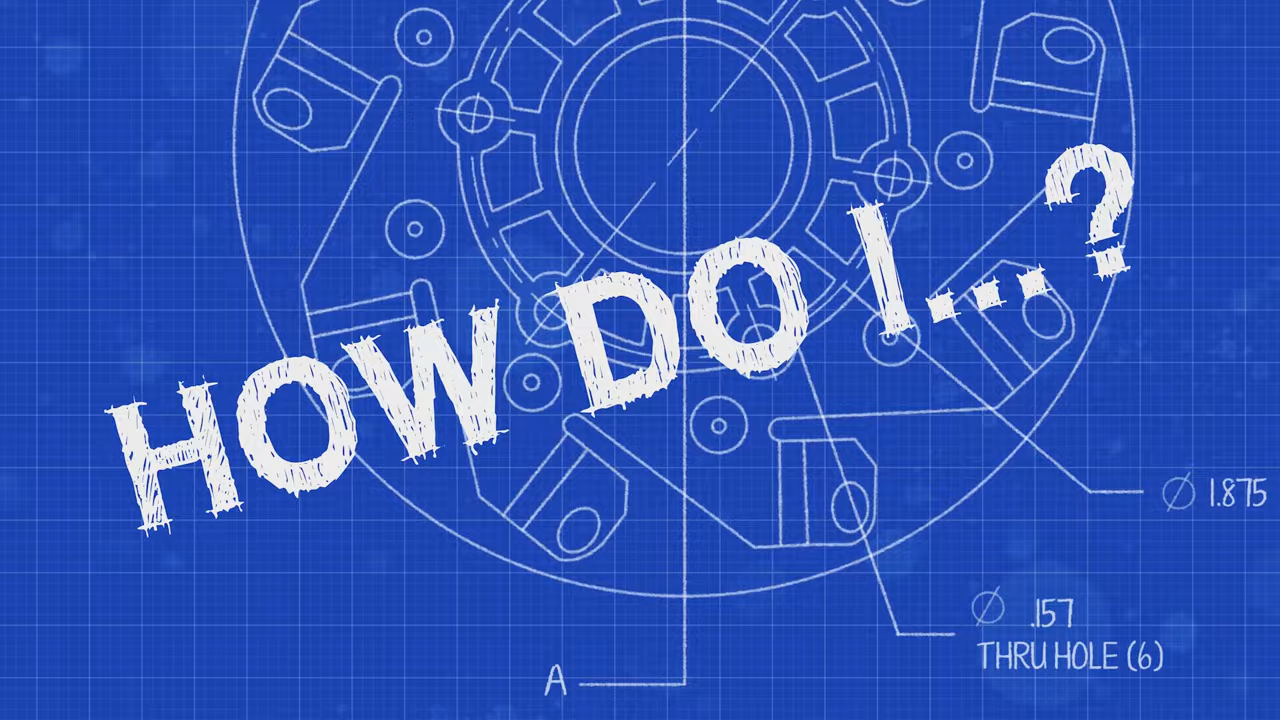 HOW DO I...?
Ø 1.875
Ø .157
THRU HOLE (6)
A